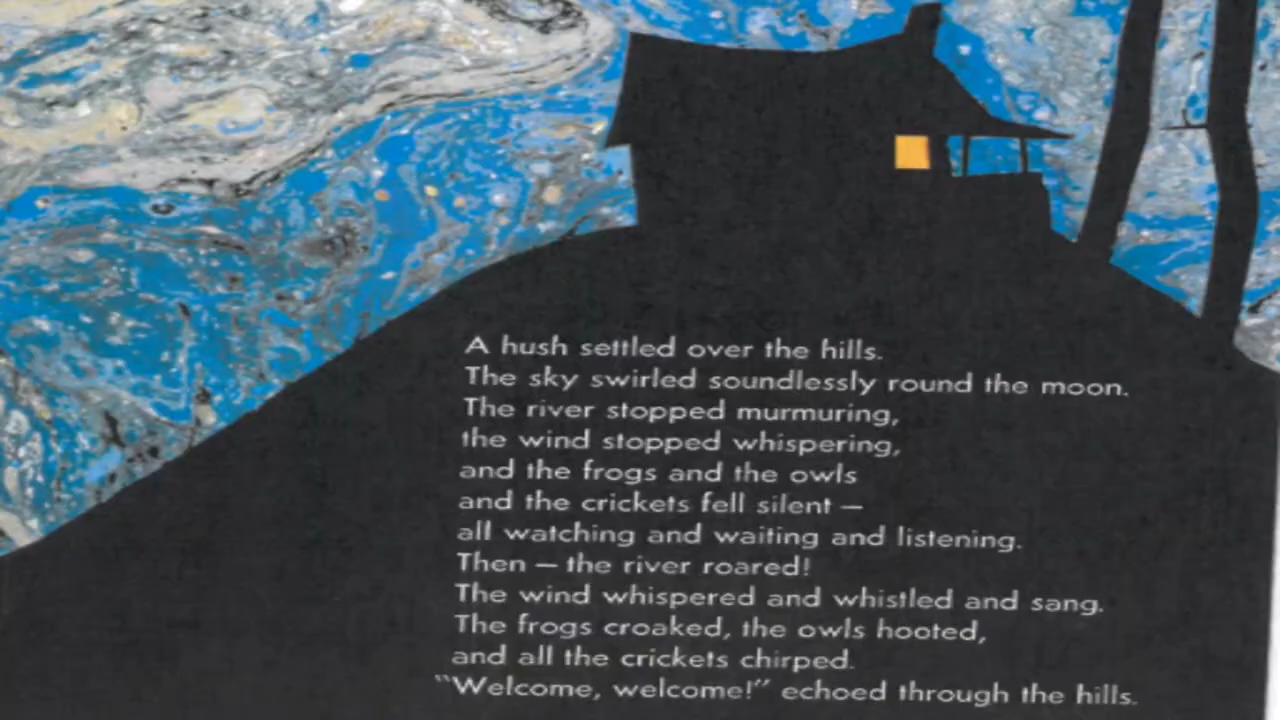 A hush settled over the hills.
The sky swirled soundlessly round the moon.
The river stopped murmuring,
the wind stopped whispering,
and the frogs and the owls
and the crickets fell silent —
all watching and waiting and listening.
Then — the river roared!
The wind whispered and whistled and sang.
The frogs croaked, the owls hooted,
and all the crickets chirped.
“Welcome, welcome!” echoed through the hills.